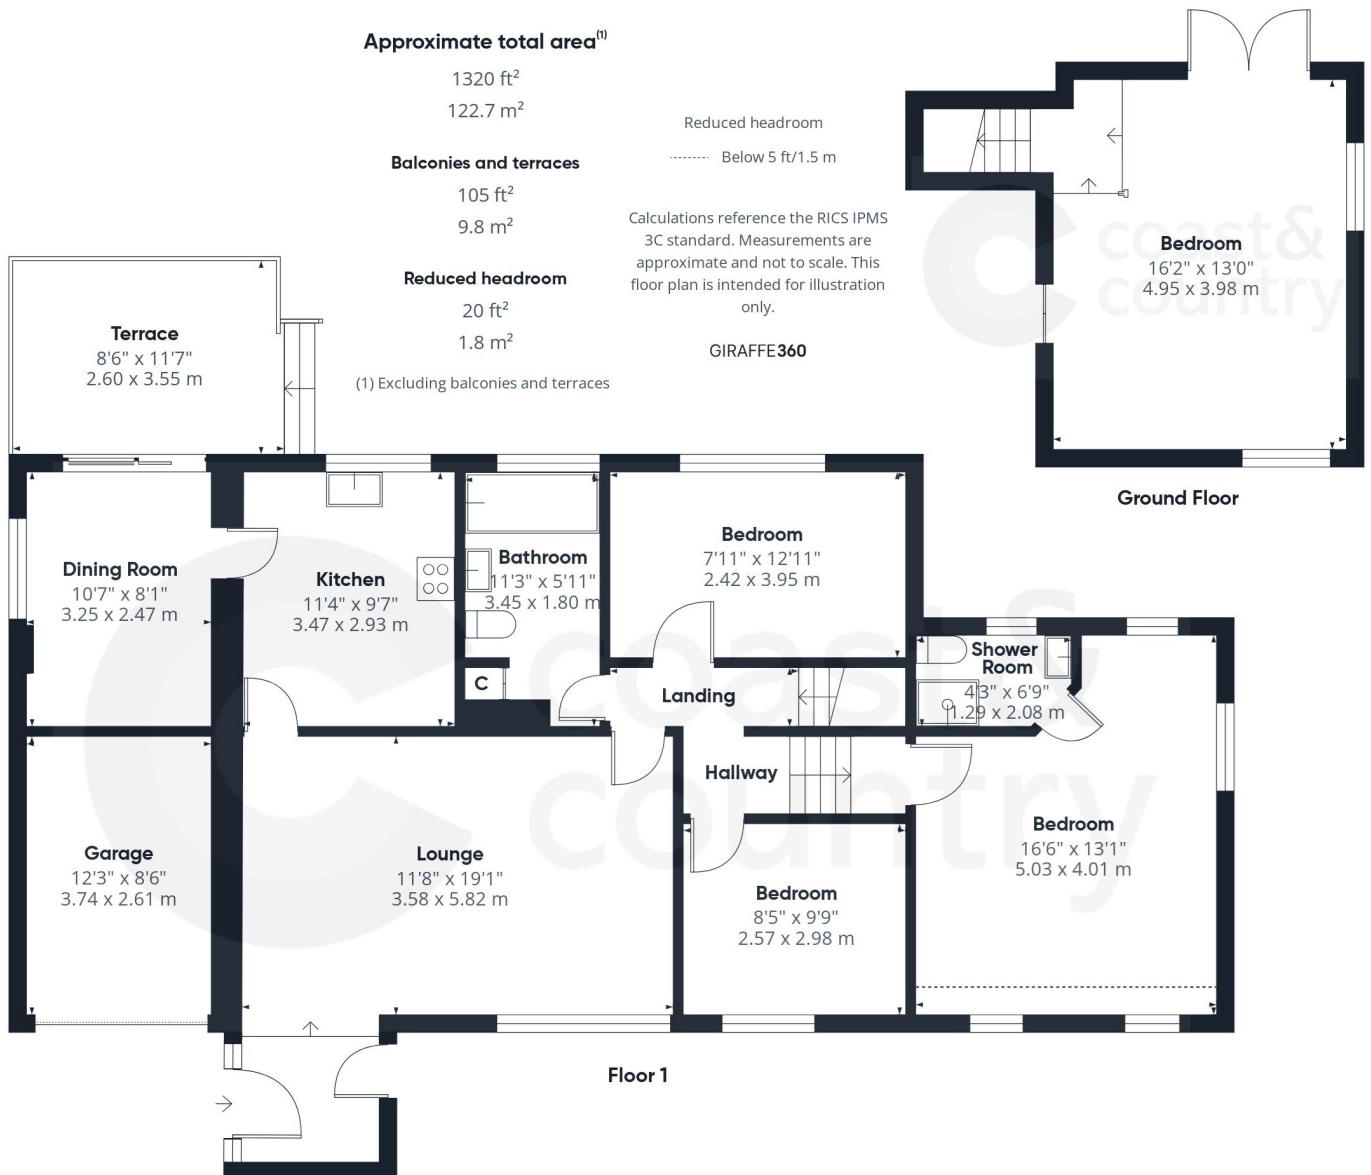 Approximate total area(1)
1320 ft²
122.7 m²
Balconies and terraces
105 ft²
9.8 m²
Reduced headroom
20 ft²
1.8 m²
(1) Excluding balconies and terraces
Reduced headroom
Below 5 ft/1.5 m
Calculations reference the RICS IPMS
3C standard. Measurements are
approximate and not to scale. This
floor plan is intended for illustration
only.
GIRAFFE360
coast&
country
Bedroom
16'2" x 13'0"
4.95 x 3.98 m
Ground Floor
Terrace
8'6" x 11'7"
2.60 x 3.55 m
Dining Room
10'7" x 8'1"
3.25 x 2.47 m
Kitchen
11'4" x 9'7"
3.47 x 2.93 m
Bathroom
11'3" x 5'11"
3.45 x 1.80 m
C
Bedroom
7'11" x 12'11"
2.42 x 3.95 m
Landing
Hallway
Shower
Room
4'3" x 6'9"
1.29 x 2.08 m
coast&
country
Garage
12'3" x 8'6"
3.74 x 2.61 m
Lounge
11'8" x 19'1"
3.58 x 5.82 m
Bedroom
8'5" x 9'9"
2.57 x 2.98 m
Bedroom
16'6" x 13'1"
5.03 x 4.01 m
Floor 1